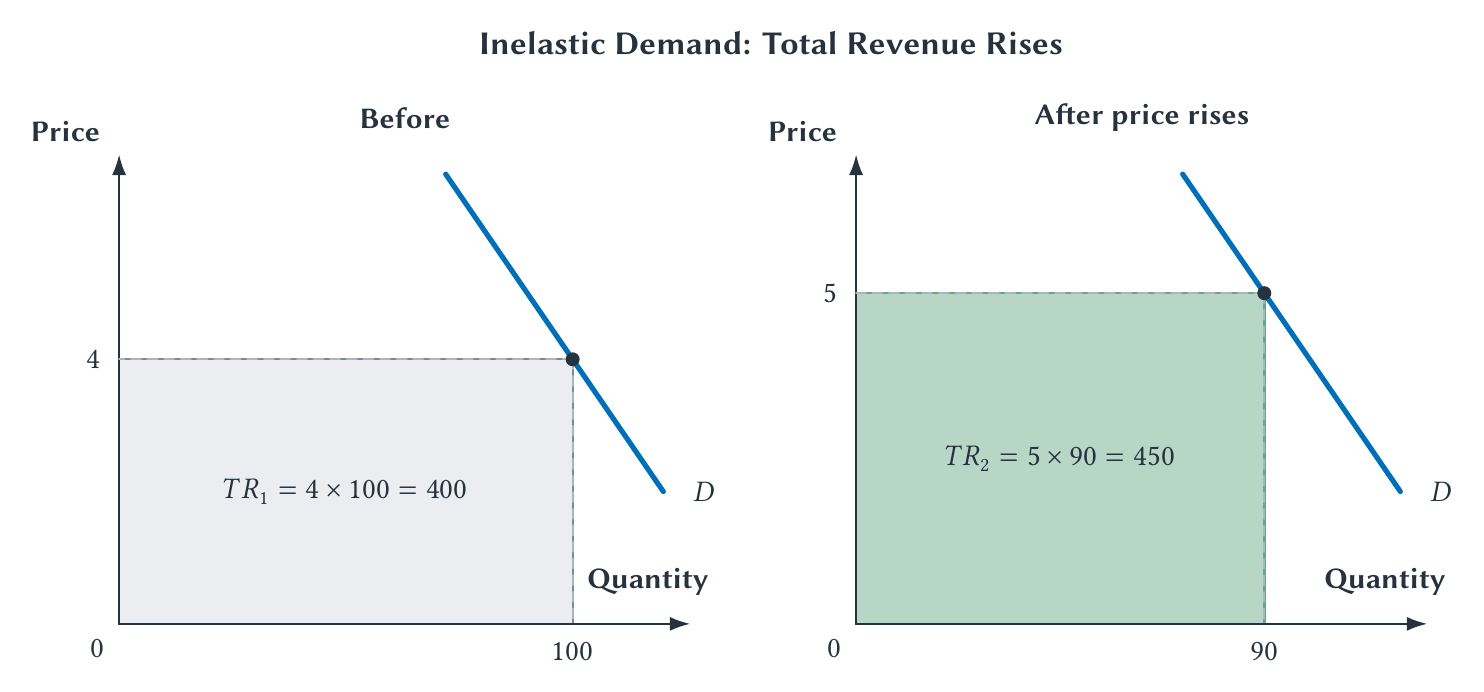 Inelastic Demand: Total Revenue Rises
Before
Price
4
TR₁ = 4 × 100 = 400
D
Quantity
0
100
After price rises
Price
5
TR₂ = 5 × 90 = 450
D
Quantity
0
90